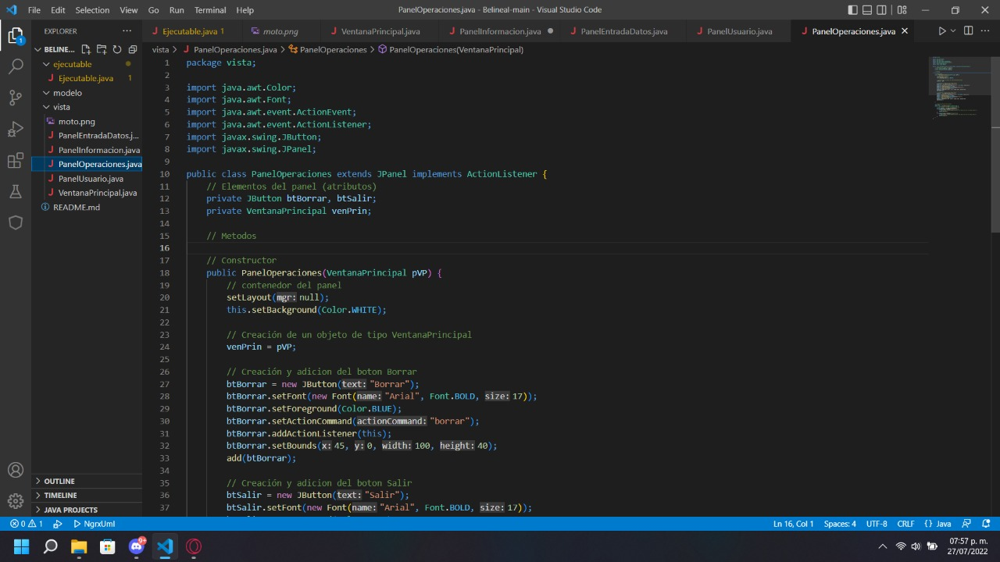 File Edit Selection View Go Run Terminal Help PanelOperaciones.java - Belineal-main - Visual Studio Code
EXPLORER ··· Ejecutable.java 1 moto.png VentanaPrincipal.java PanelInformacion.java PanelEntradaDatos.java PanelUsuario.java PanelOperaciones.java
BELINE... vista > PanelOperaciones.java > PanelOperaciones > PanelOperaciones(VentanaPrincipal)
ejecutable
Ejecutable.java 1
modelo
vista
moto.png
PanelEntradaDatos.j...
PanelInformacion.java
PanelOperaciones.java
PanelUsuario.java
VentanaPrincipal.java
README.md
OUTLINE
TIMELINE
JAVA PROJECTS
1 package vista;
2
3 import java.awt.Color;
4 import java.awt.Font;
5 import java.awt.event.ActionEvent;
6 import java.awt.event.ActionListener;
7 import javax.swing.JButton;
8 import javax.swing.JPanel;
9
10 public class PanelOperaciones extends JPanel implements ActionListener {
11 // Elementos del panel (atributos)
12 private JButton btBorrar, btSalir;
13 private VentanaPrincipal venPrin;
14
15 // Metodos
16
17 // Constructor
18 public PanelOperaciones(VentanaPrincipal pVP) {
19 // contenedor del panel
20 setLayout(mgr: null);
21 this.setBackground(Color.WHITE);
22
23 // Creación de un objeto de tipo VentanaPrincipal
24 venPrin = pVP;
25
26 // Creación y adicion del boton Borrar
27 btBorrar = new JButton(text: "Borrar");
28 btBorrar.setFont(new Font(name: "Arial", Font.BOLD, size: 17));
29 btBorrar.setForeground(Color.BLUE);
30 btBorrar.setActionCommand(actionCommand: "borrar");
31 btBorrar.addActionListener(this);
32 btBorrar.setBounds(x: 45, y: 0, width: 100, height: 40);
33 add(btBorrar);
34
35 // Creación y adicion del boton Salir
36 btSalir = new JButton(text: "Salir");
37 btSalir.setFont(new Font(name: "Arial", Font.BOLD, size: 17));
0 1 NgrxUml Ln 16, Col 1 Spaces: 4 UTF-8 CRLF {} Java
9+ 07:57 p. m.
27/07/2022